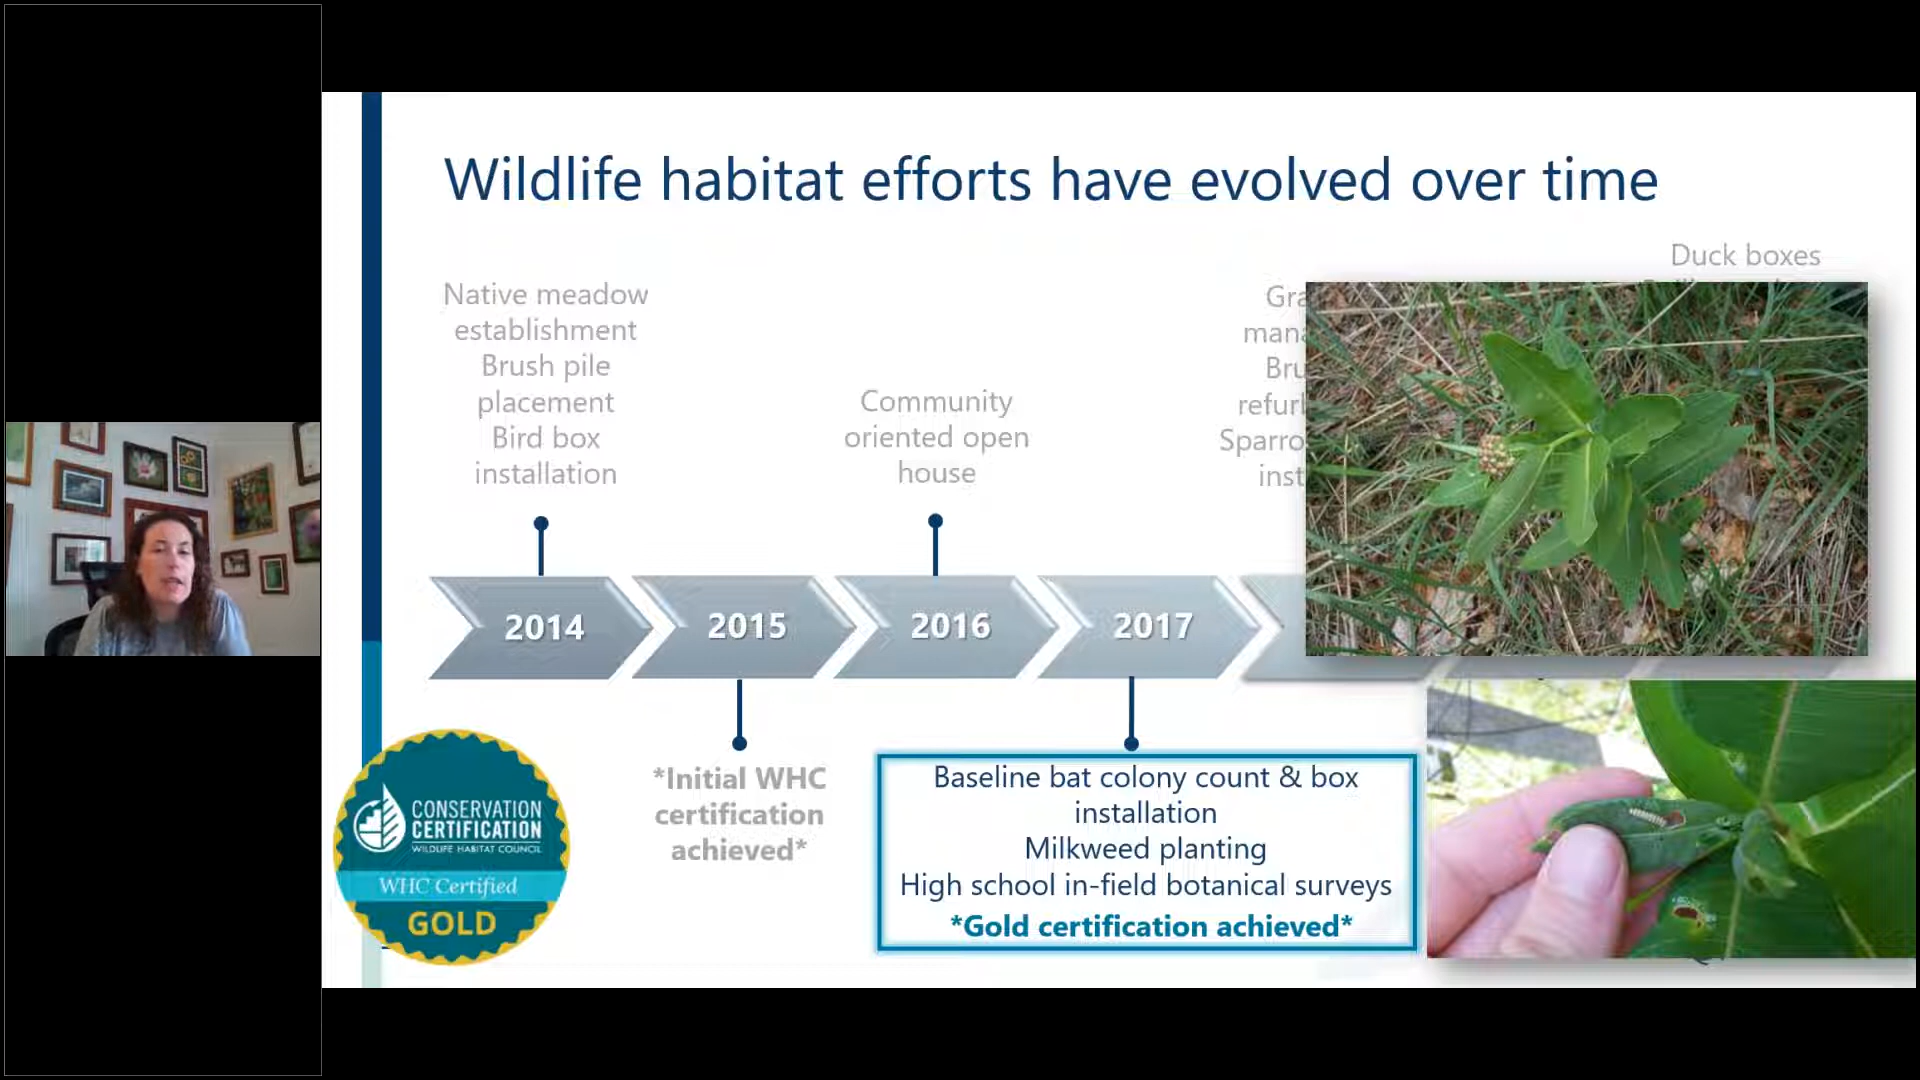 Wildlife habitat efforts have evolved over time
Native meadow
establishment
Brush pile
placement
Bird box
installation
Community
oriented open
house
Duck boxes
2014
2015
2016
2017
*Initial WHC
certification
achieved*
Baseline bat colony count & box
installation
Milkweed planting
High school in-field botanical surveys
*Gold certification achieved*
CONSERVATION
CERTIFICATION
WILDLIFE HABITAT COUNCIL
WHC Certified
GOLD